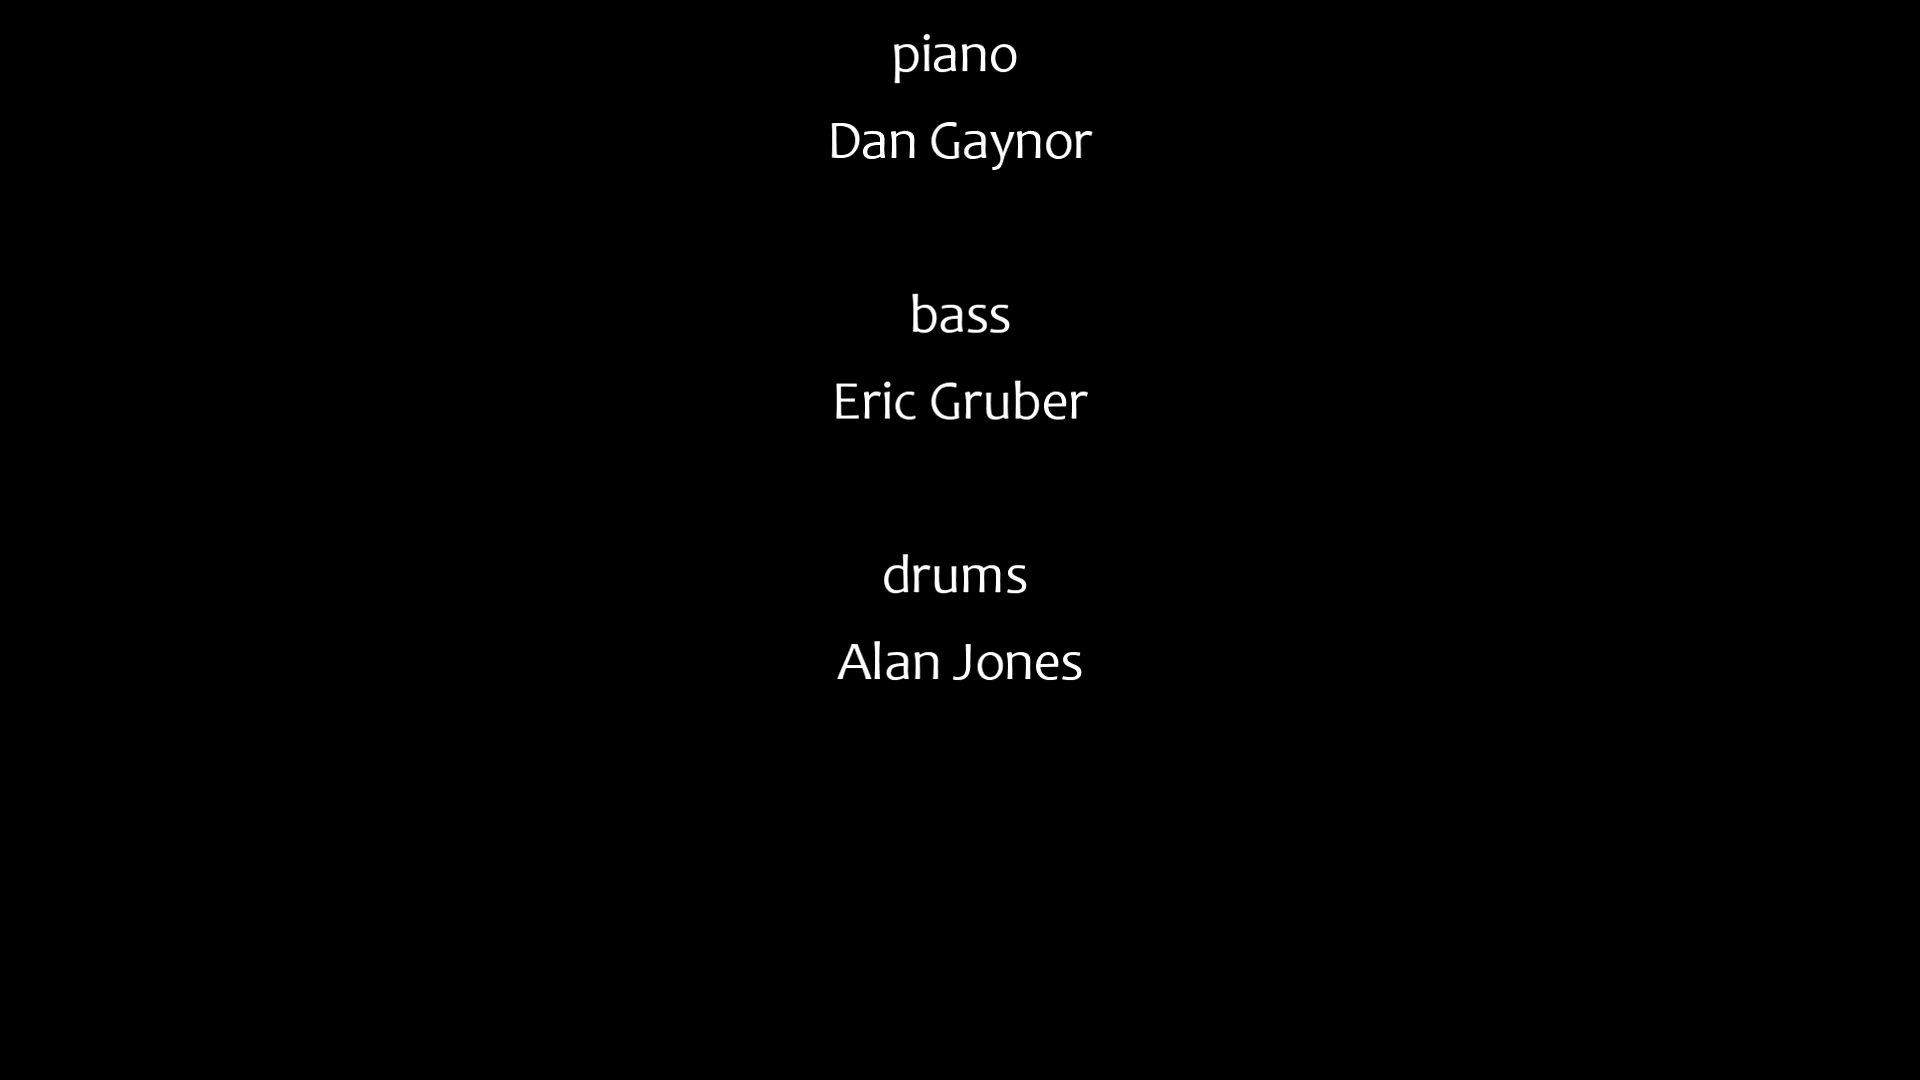 piano
Dan Gaynor
bass
Eric Gruber
drums
Alan Jones